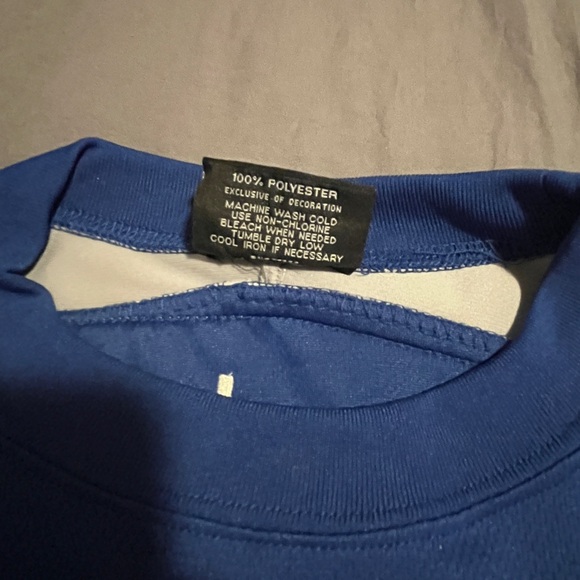 100% POLYESTER
EXCLUSIVE OF DECORATION
MACHINE WASH COLD
USE NON-CHLORINE
BLEACH WHEN NEEDED
TUMBLE DRY LOW
COOL IRON IF NECESSARY